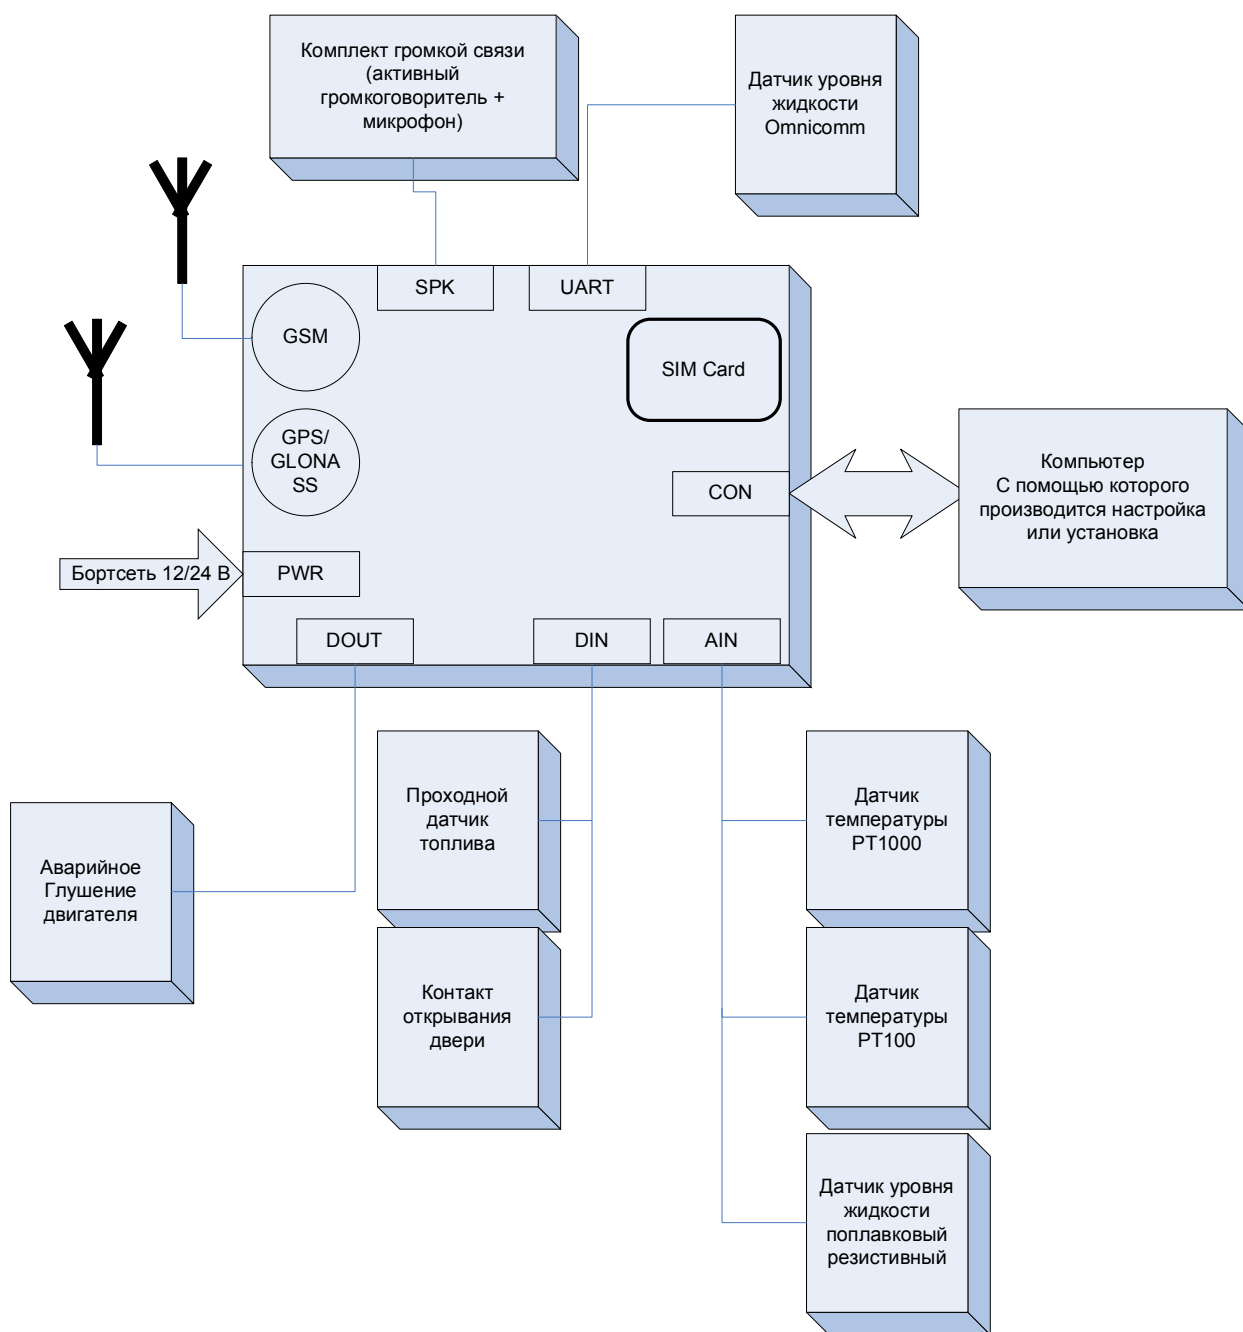 Комплект громкой связи
(активный
громкоговоритель +
микрофон)
Датчик уровня
жидкости
Omnicomm
SPK
UART
GSM
SIM Card
GPS/
GLONA
SS
CON
Компьютер
С помощью которого
производится настройка
или установка
Бортсеть 12/24 В
PWR
DOUT
DIN
AIN
Проходной
датчик
топлива
Датчик
температуры
PT1000
Аварийное
Глушение
двигателя
Контакт
открывания
двери
Датчик
температуры
PT100
Датчик уровня
жидкости
поплавковый
резистивный